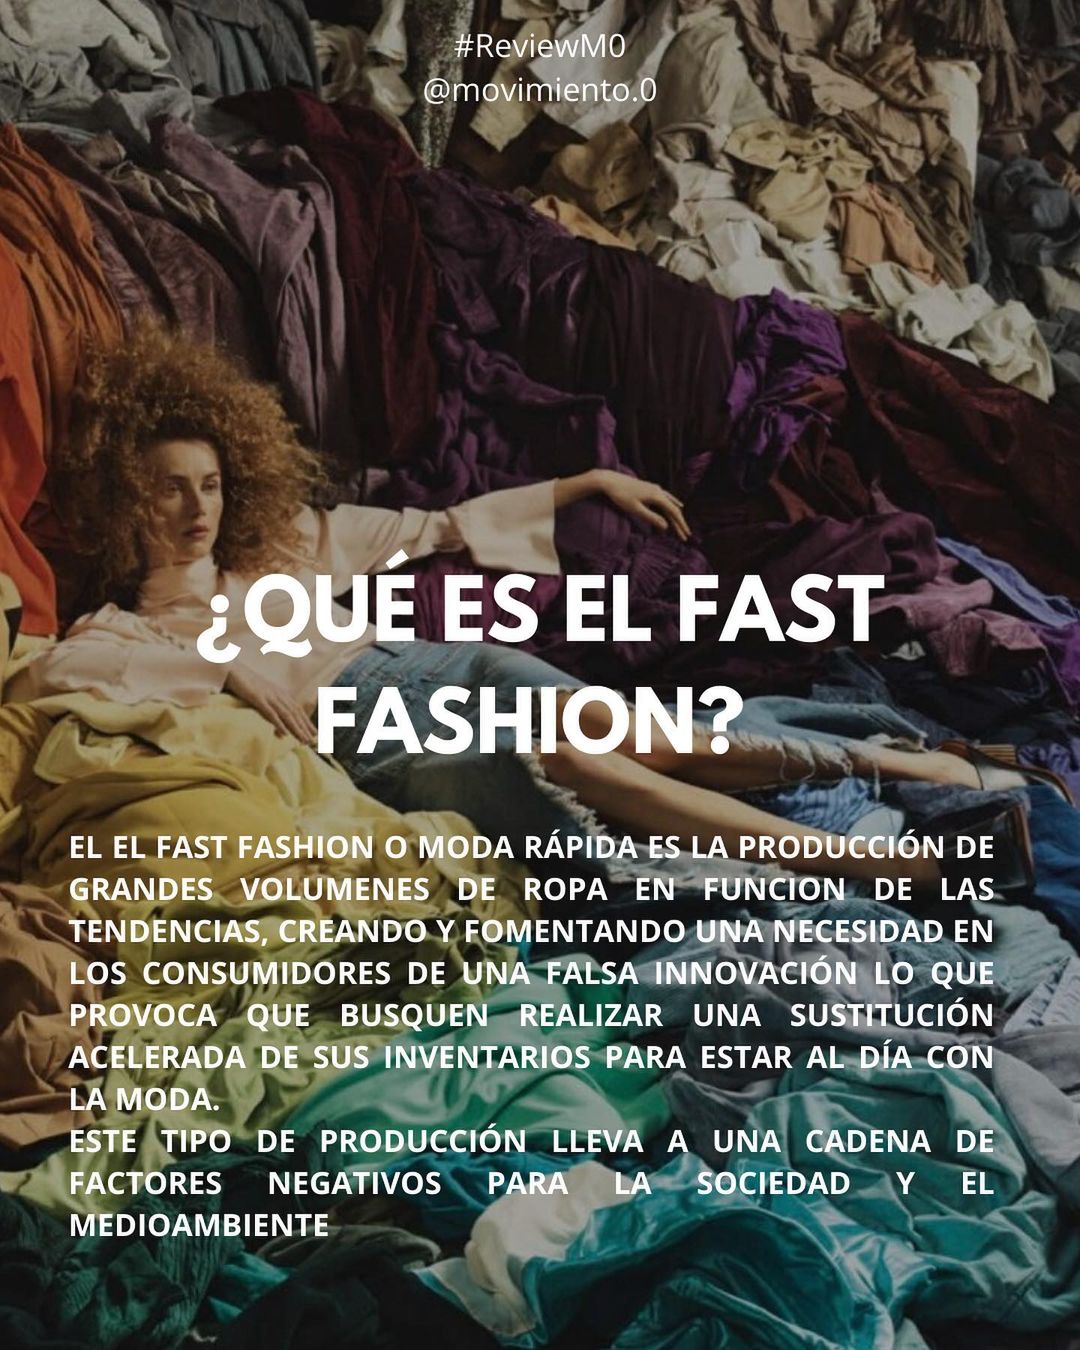 #ReviewM0
@movimiento.0
¿QUÉ ES EL FAST
FASHION?
EL EL FAST FASHION O MODA RÁPIDA ES LA PRODUCCIÓN DE
GRANDES VOLUMENES DE ROPA EN FUNCION DE LAS
TENDENCIAS, CREANDO Y FOMENTANDO UNA NECESIDAD EN
LOS CONSUMIDORES DE UNA FALSA INNOVACIÓN LO QUE
PROVOCA QUE BUSQUEN REALIZAR UNA SUSTITUCIÓN
ACELERADA DE SUS INVENTARIOS PARA ESTAR AL DÍA CON
LA MODA.
ESTE TIPO DE PRODUCCIÓN LLEVA A UNA CADENA DE
FACTORES NEGATIVOS PARA LA SOCIEDAD Y EL
MEDIOAMBIENTE